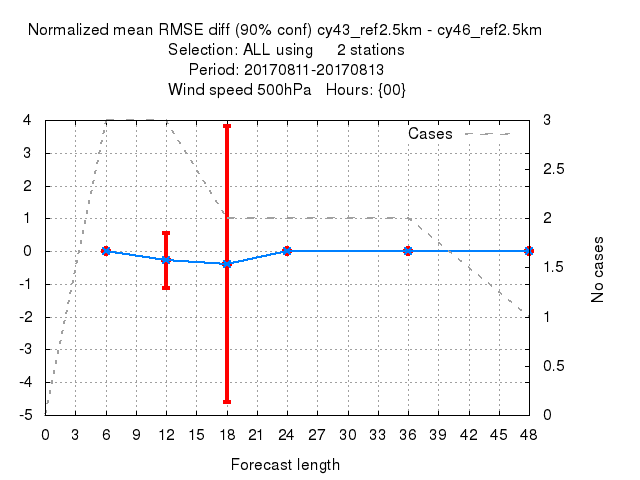 Normalized mean RMSE diff (90% conf) cy43_ref2.5km - cy46_ref2.5km
Selection: ALL using 2 stations
Period: 20170811-20170813
Wind speed 500hPa Hours: {00}
Cases
4
3
2
1
0
-1
-2
-3
-4
-5
3
2.5
2
1.5
1
0.5
0
No cases
0 3 6 9 12 15 18 21 24 27 30 33 36 39 42 45 48
Forecast length